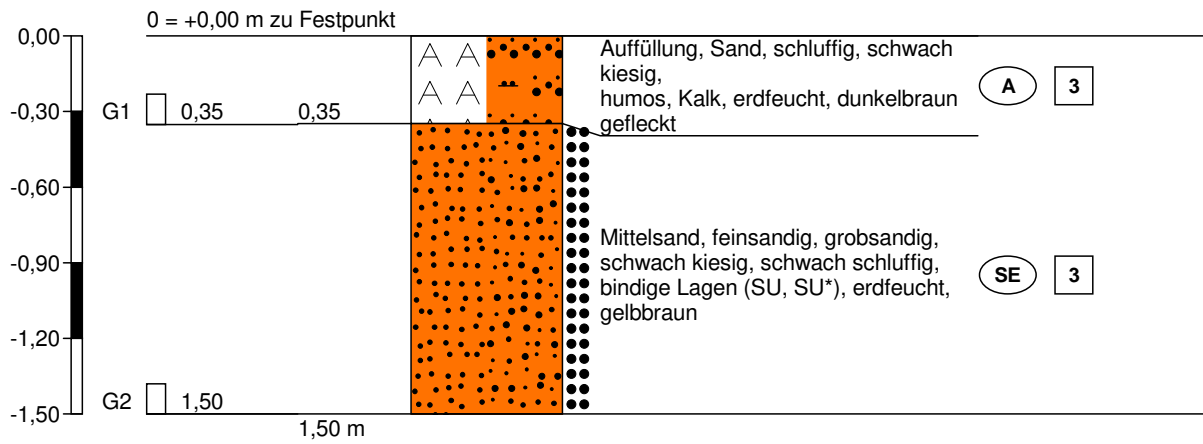 0 = +0,00 m zu Festpunkt
0,00
Auffüllung, Sand, schluffig, schwach
kiesig,
humos, Kalk, erdfeucht, dunkelbraun
gefleckt
A 3
-0,30
G1 0,35 0,35
-0,60
-0,90
Mittelsand, feinsandig, grobsandig,
schwach kiesig, schwach schluffig,
bindige Lagen (SU, SU*), erdfeucht,
gelbbraun
SE 3
-1,20
-1,50
G2 1,50
1,50 m